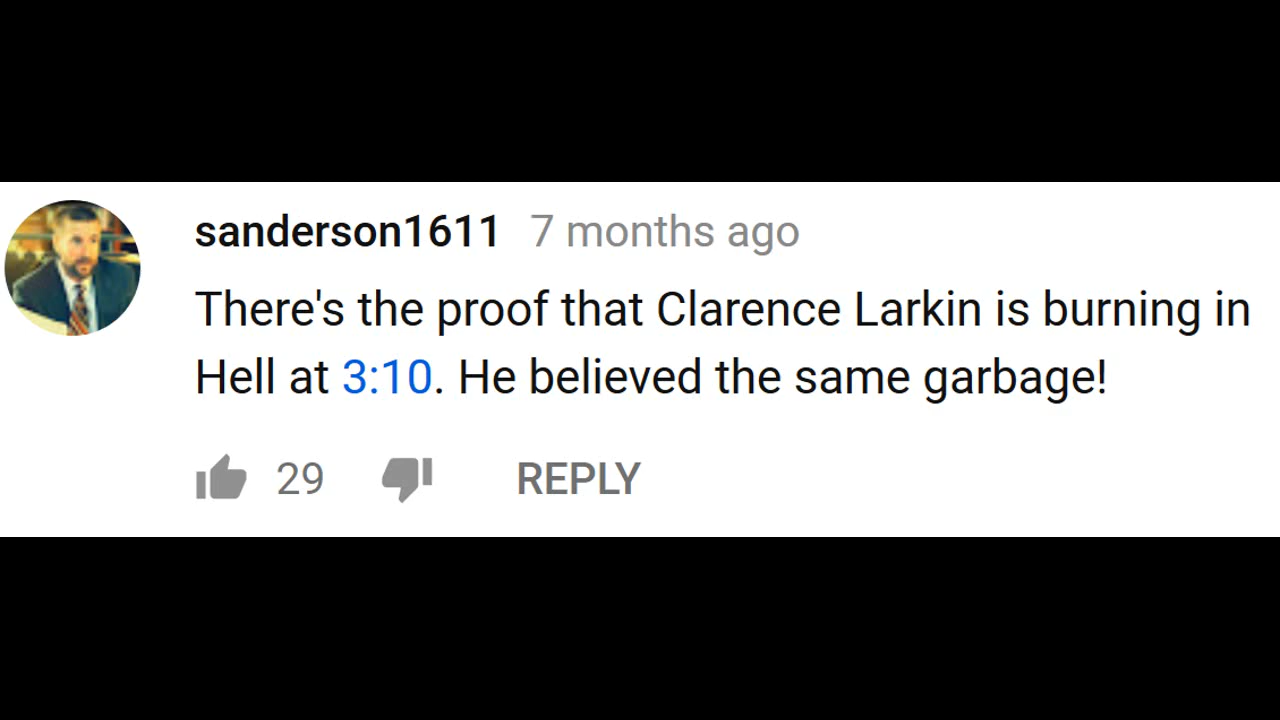 sanderson1611 7 months ago
There's the proof that Clarence Larkin is burning in
Hell at 3:10. He believed the same garbage!
29 REPLY